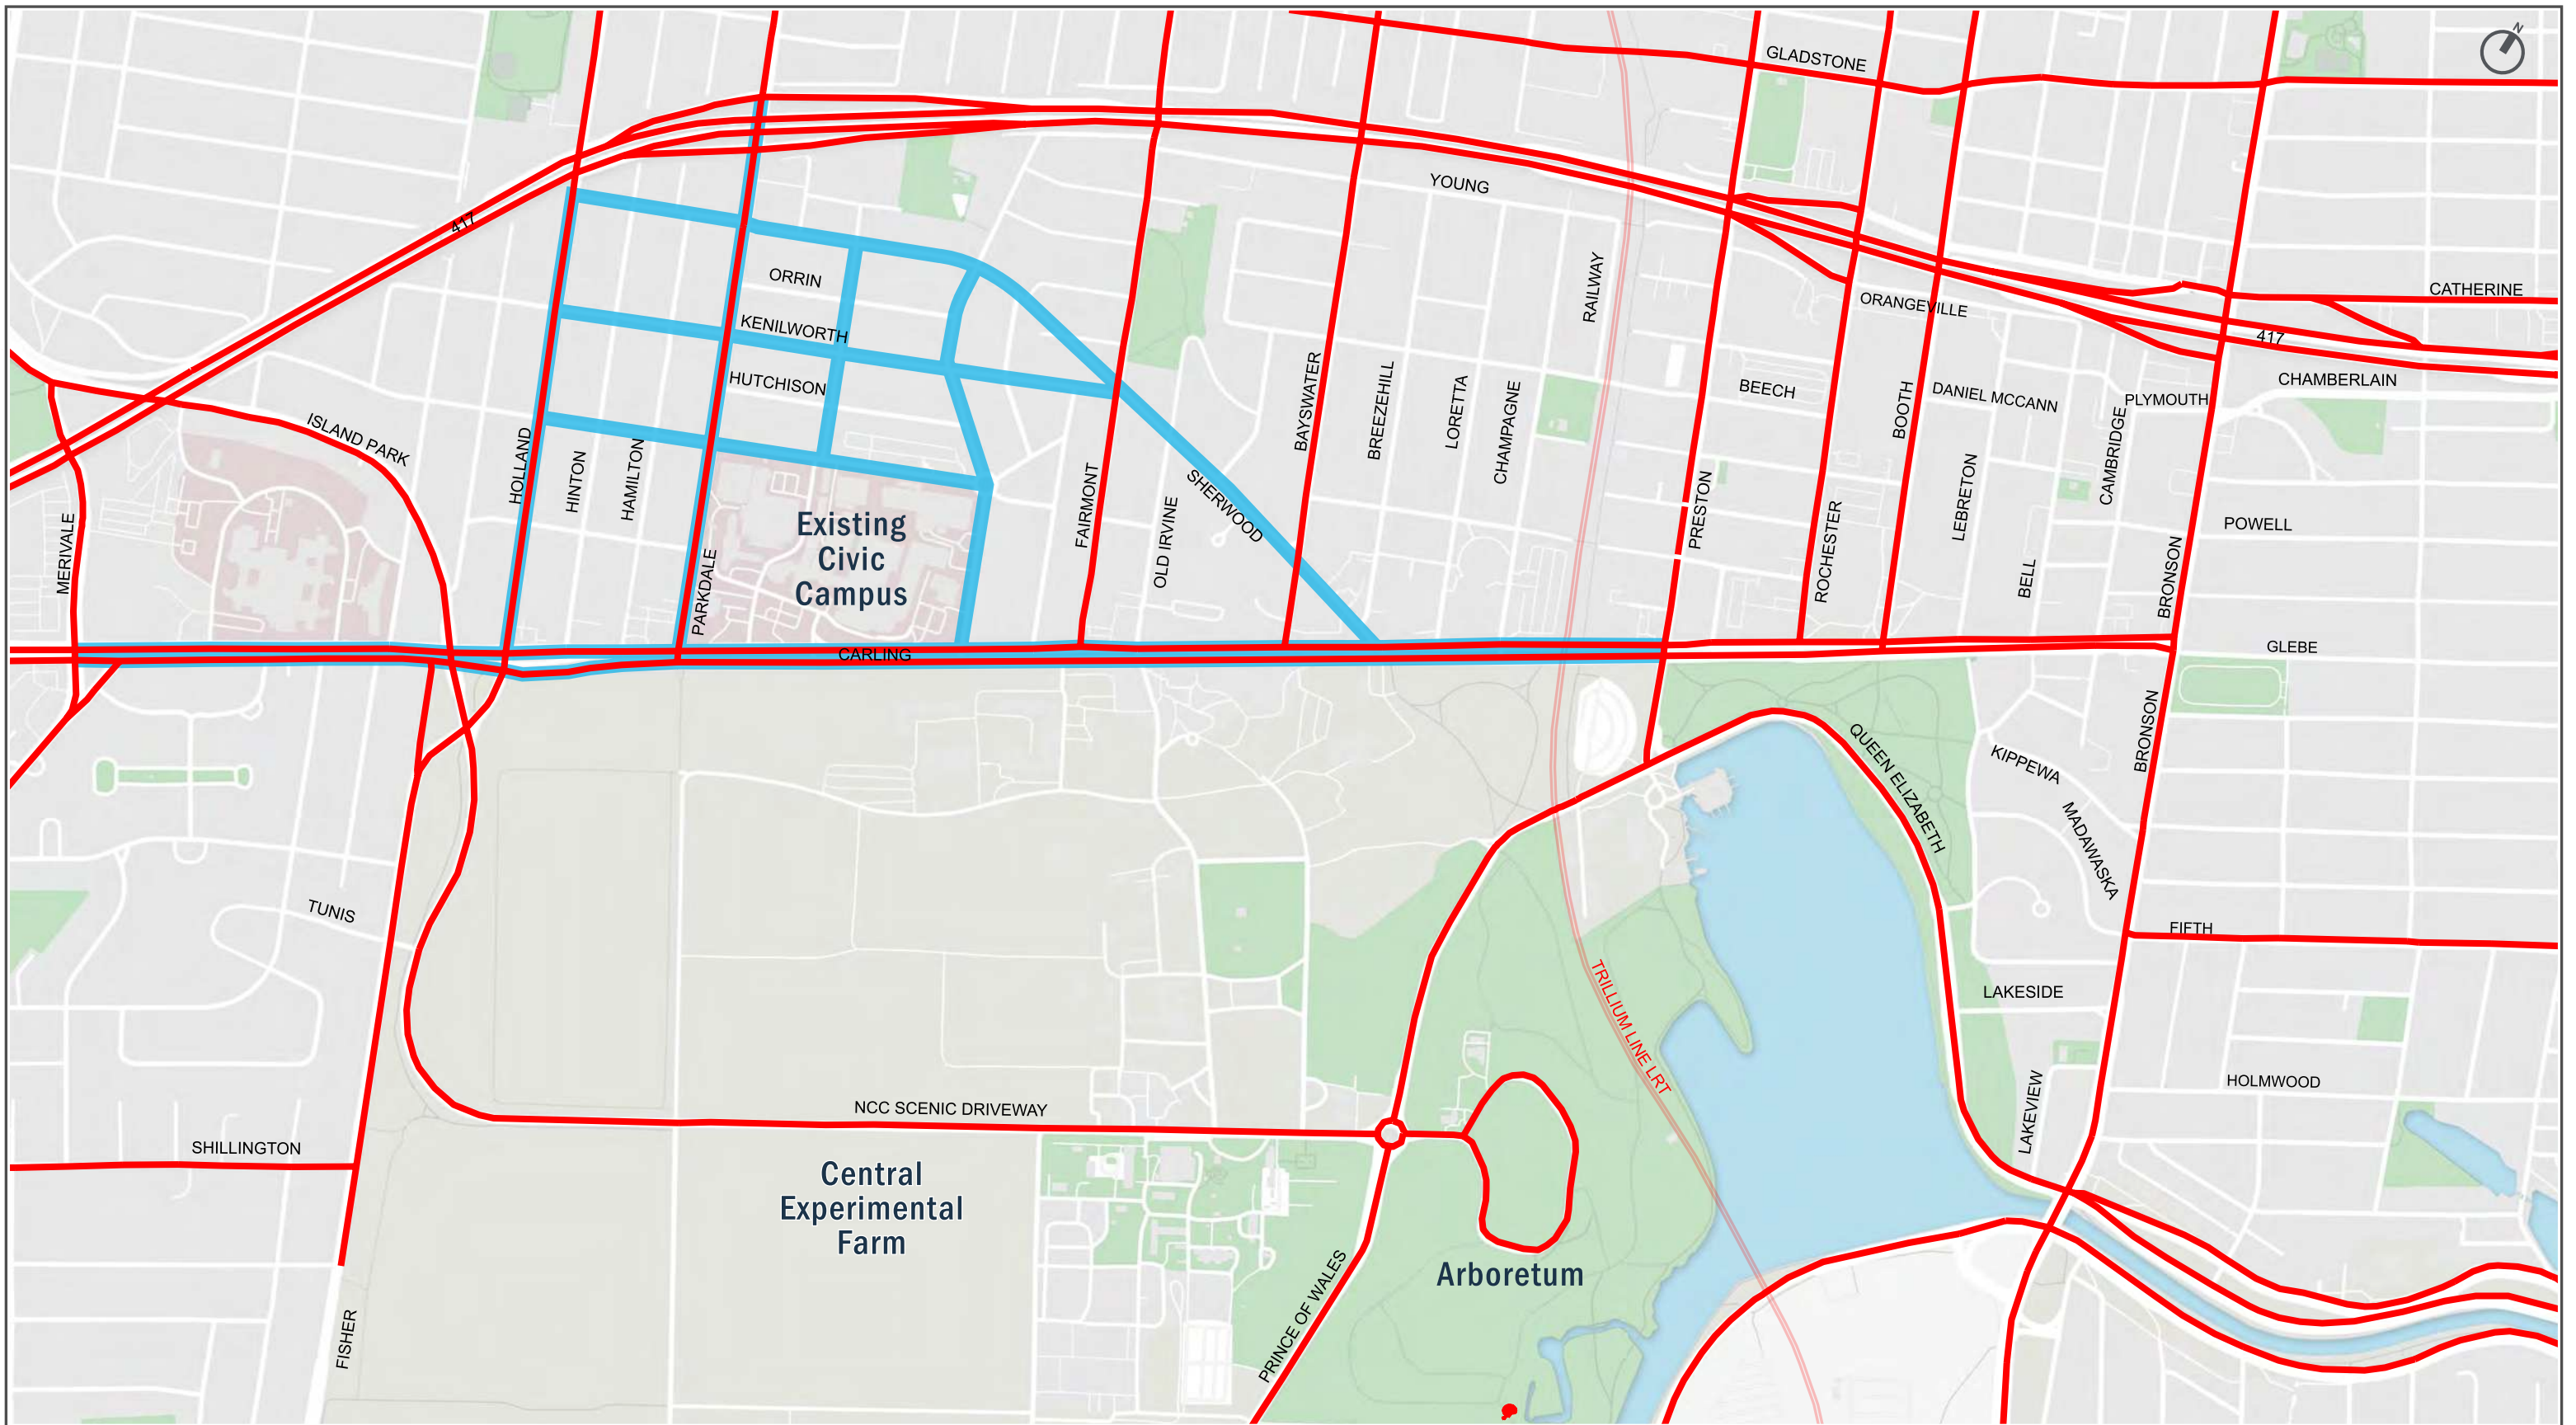 N
GLADSTONE
YOUNG
417
ORRIN
RAILWAY
CATHERINE
ORANGEVILLE
KENILWORTH
417
HUTCHISON
BAYSWATER
BREEZEHILL
LORETTA
CHAMPAGNE
BEECH
BOOTH
DANIEL MCCANN
CHAMBERLAIN
PLYMOUTH
CAMBRIDGE
ISLAND PARK
HOLLAND
HINTON
HAMILTON
FAIRMONT
OLD IRVINE
SHERWOOD
PRESTON
ROCHESTER
LEBRETON
BELL
POWELL
MERIVALE
PARKDALE
Existing
Civic
Campus
BRONSON
CARLING
GLEBE
BRONSON
QUEEN ELIZABETH
KIPPEWA
MADAWASKA
TUNIS
FIFTH
TRILLIUM LINE LRT
LAKESIDE
LAKEVIEW
HOLMWOOD
NCC SCENIC DRIVEWAY
SHILLINGTON
Central
Experimental
Farm
Arboretum
PRINCE OF WALES
FISHER